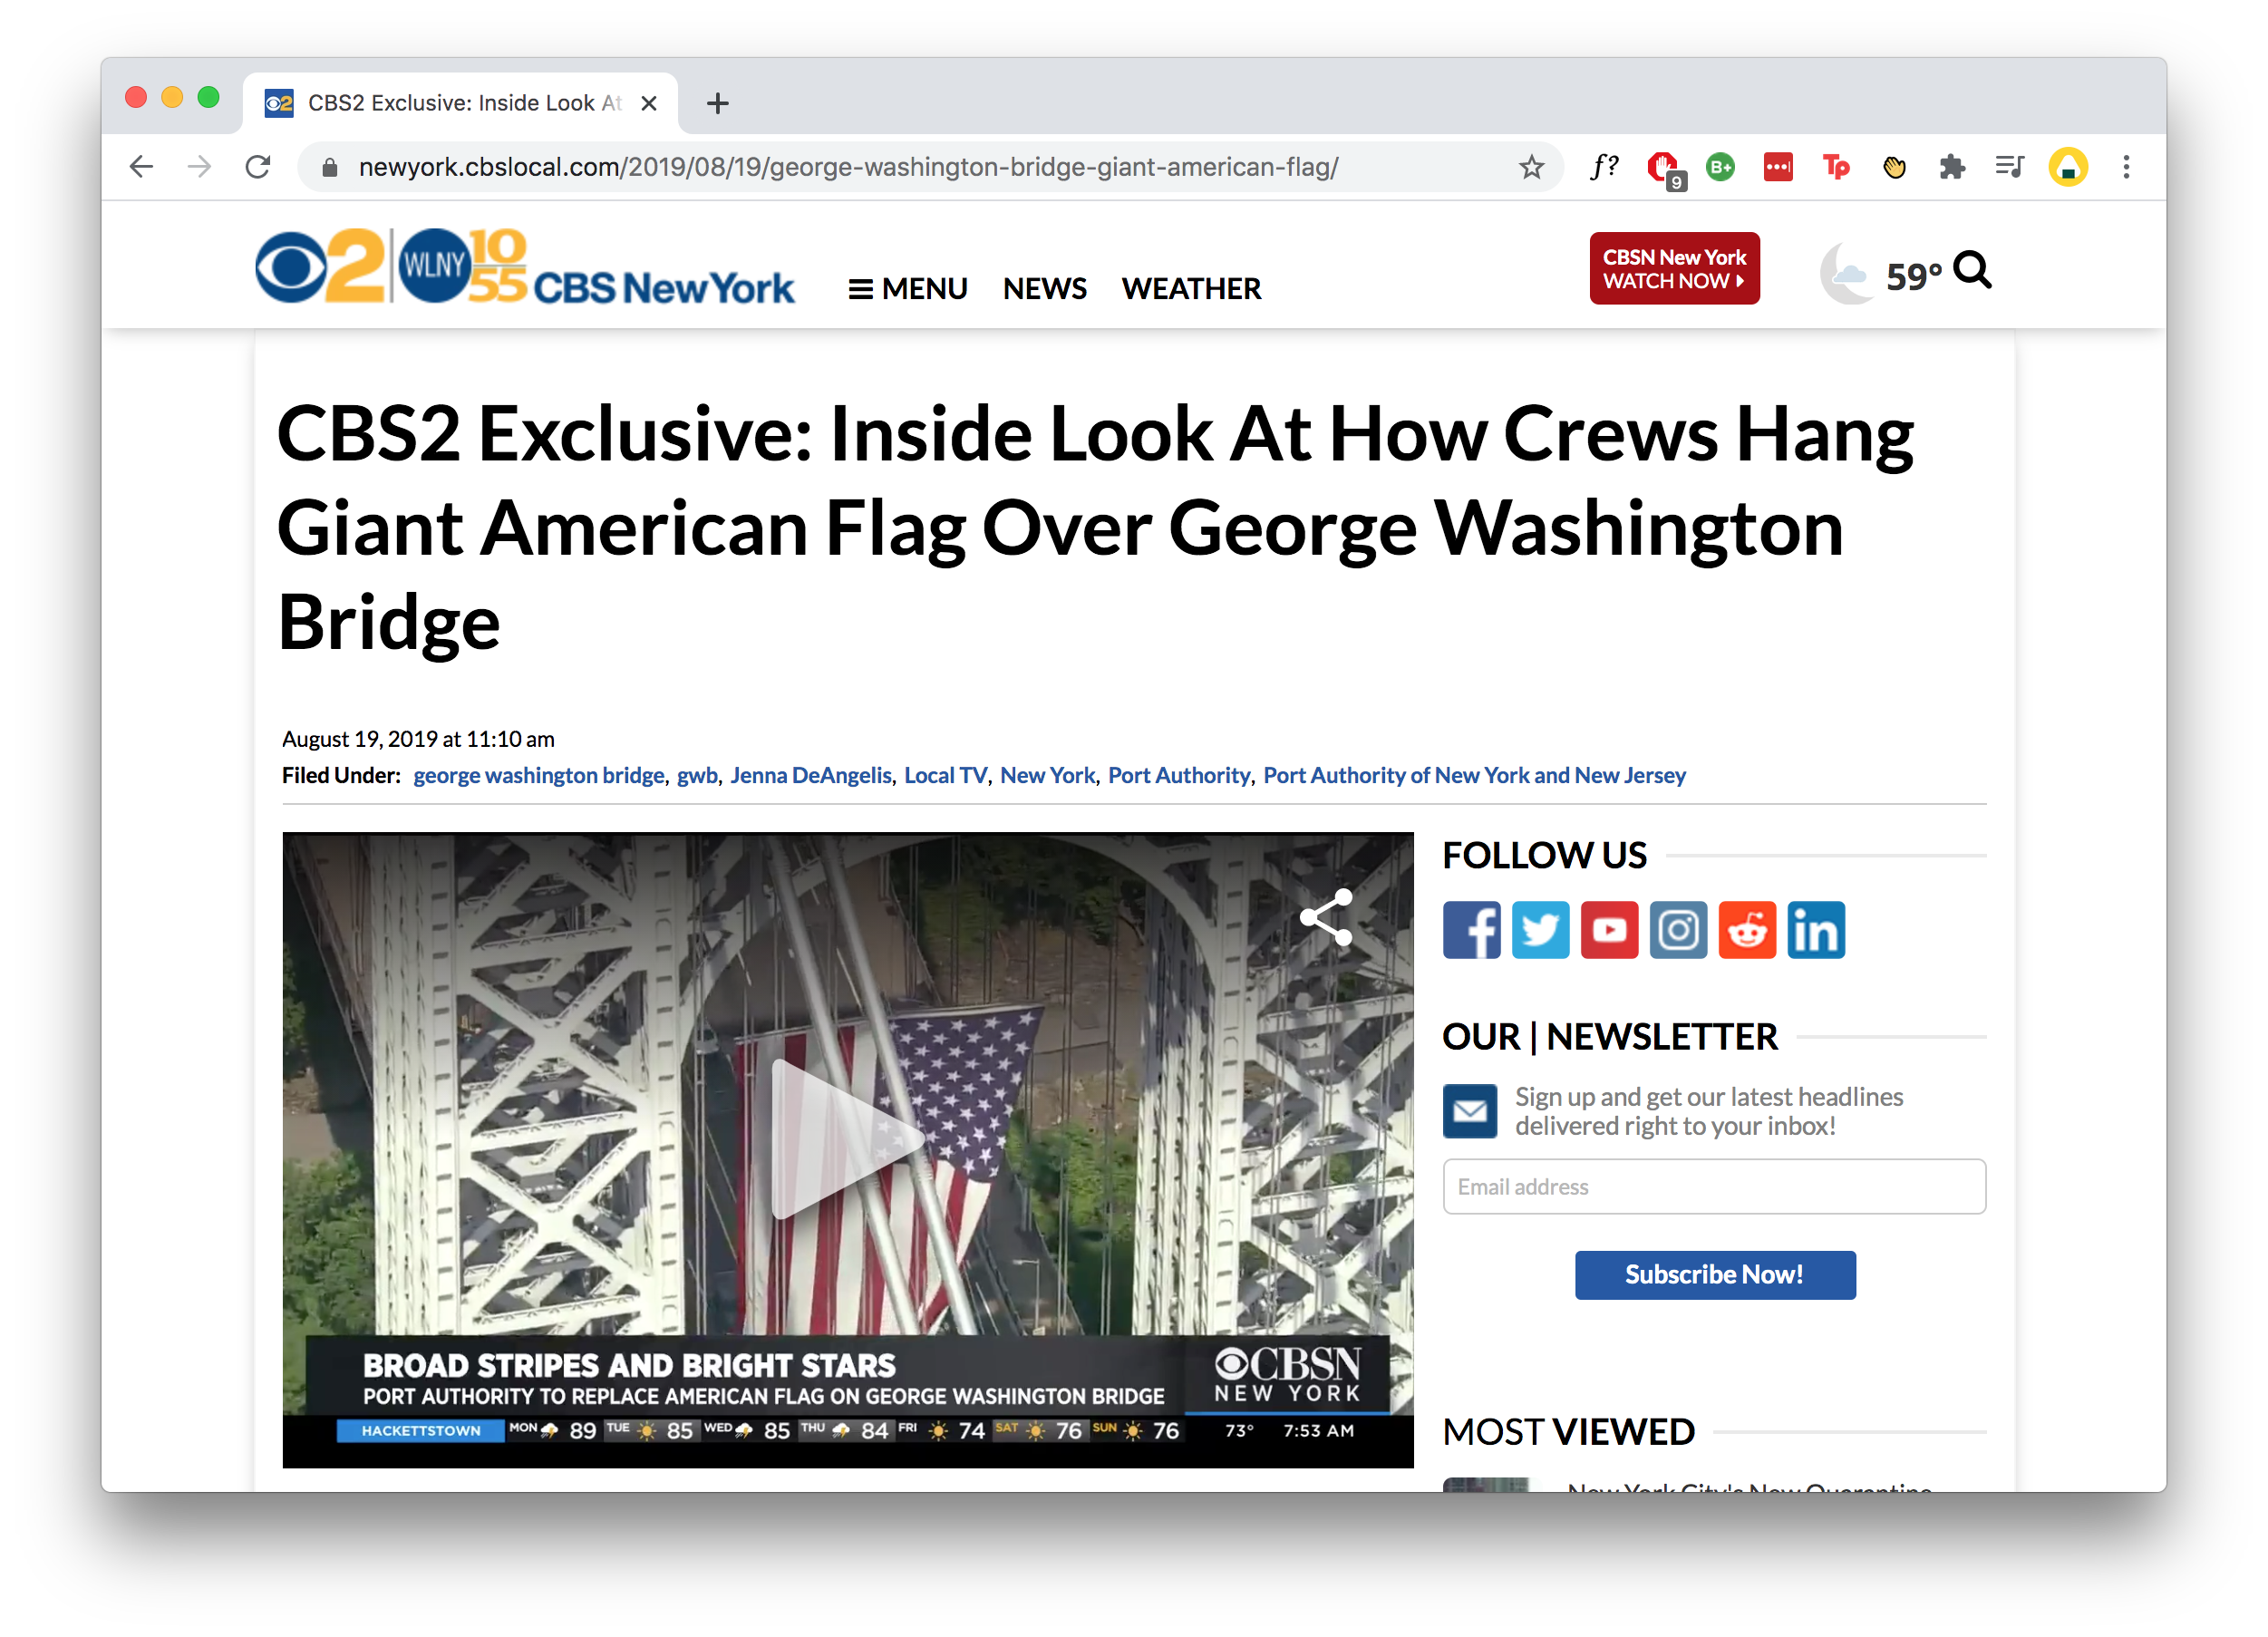 CBS2 Exclusive: Inside Look At
newyork.cbslocal.com/2019/08/19/george-washington-bridge-giant-american-flag/
f?
9
B+
Tp
2 WLNY 10 55 CBS NewYork
MENU NEWS WEATHER
CBSN New York
WATCH NOW
59°
CBS2 Exclusive: Inside Look At How Crews Hang
Giant American Flag Over George Washington
Bridge
August 19, 2019 at 11:10 am
Filed Under: george washington bridge, gwb, Jenna DeAngelis, Local TV, New York, Port Authority, Port Authority of New York and New Jersey
BROAD STRIPES AND BRIGHT STARS
PORT AUTHORITY TO REPLACE AMERICAN FLAG ON GEORGE WASHINGTON BRIDGE
CBSN
NEW YORK
HACKETTSTOWN MON 89 TUE 85 WED 85 THU 84 FRI 74 SAT 76 SUN 76 73° 7:53 AM
FOLLOW US
OUR | NEWSLETTER
Sign up and get our latest headlines
delivered right to your inbox!
Email address
Subscribe Now!
MOST VIEWED
New York City's New Quarantine